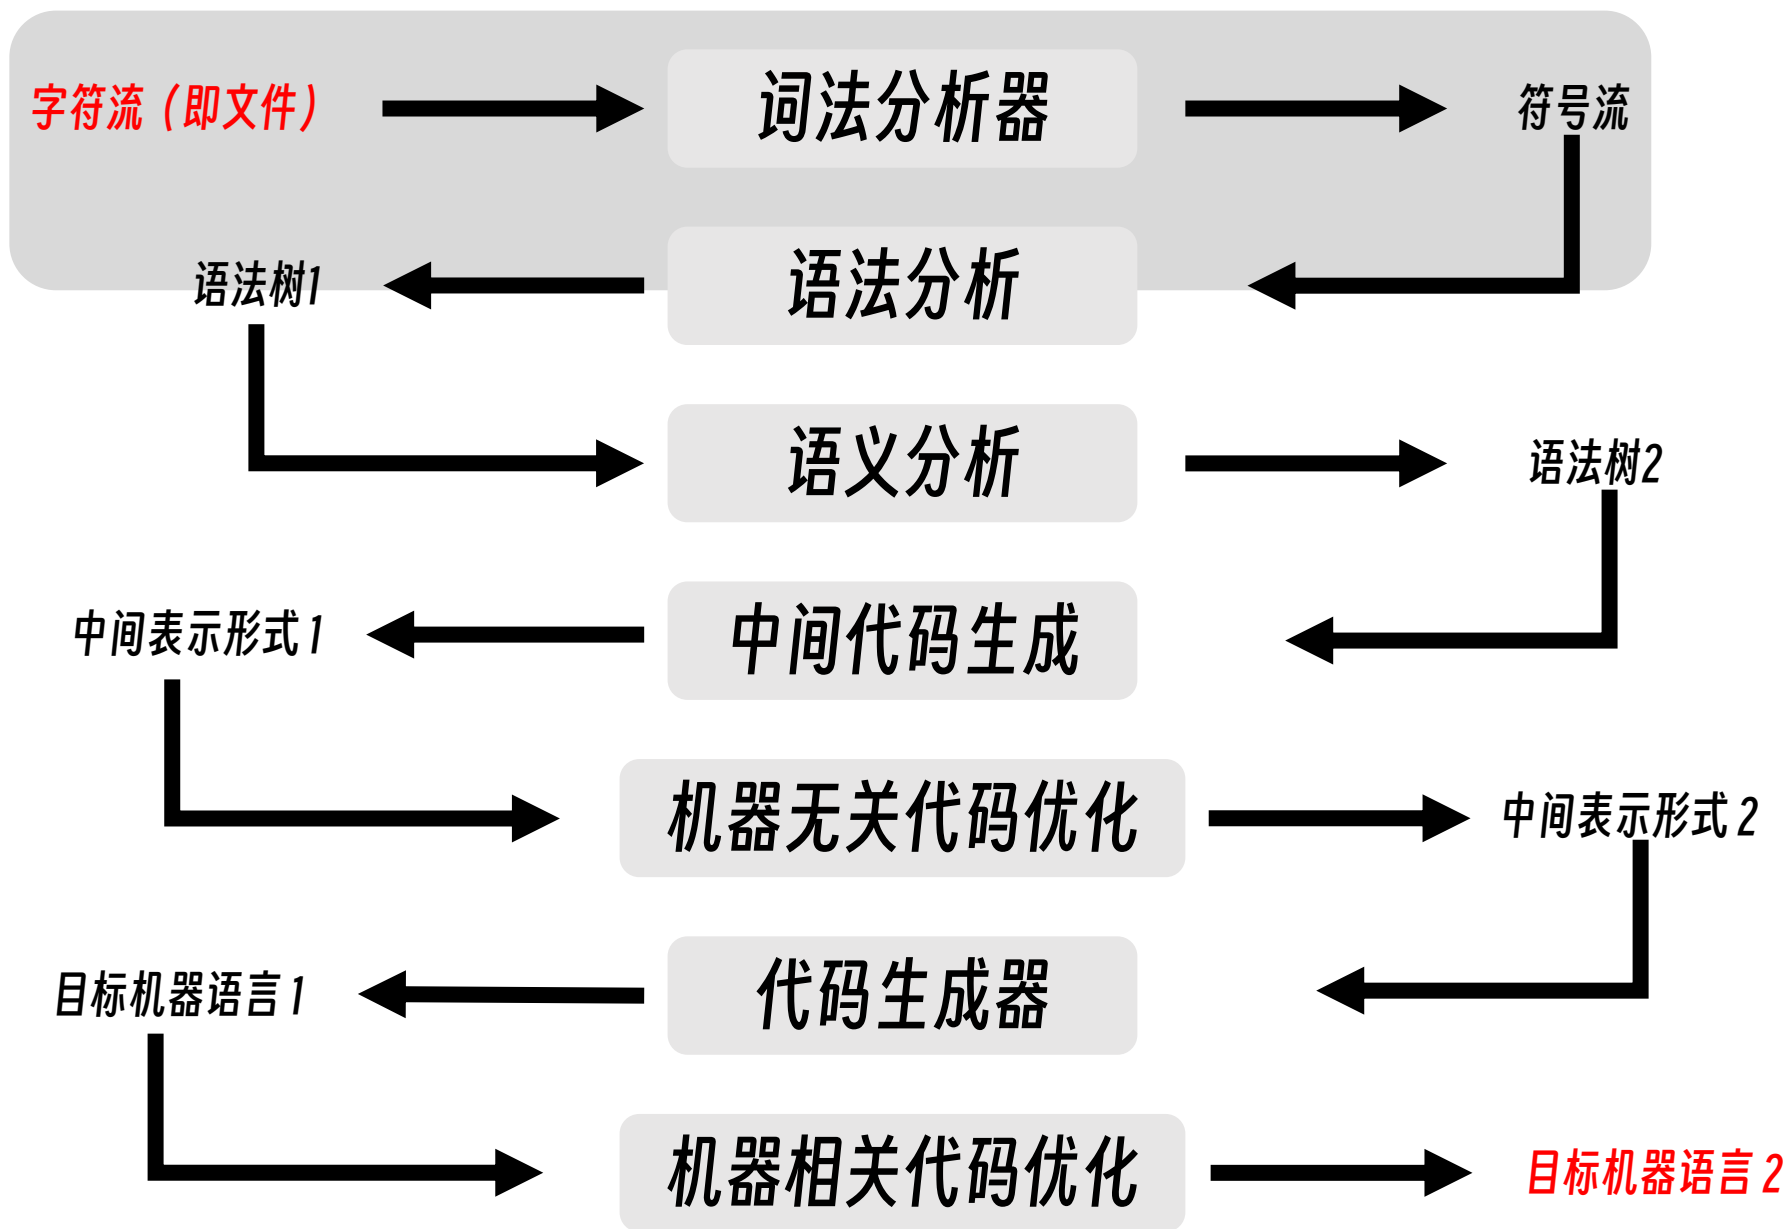 字符流（即文件）
词法分析器
符号流
语法树1
语法分析
语义分析
语法树2
中间表示形式 1
中间代码生成
机器无关代码优化
中间表示形式 2
目标机器语言 1
代码生成器
机器相关代码优化
目标机器语言 2